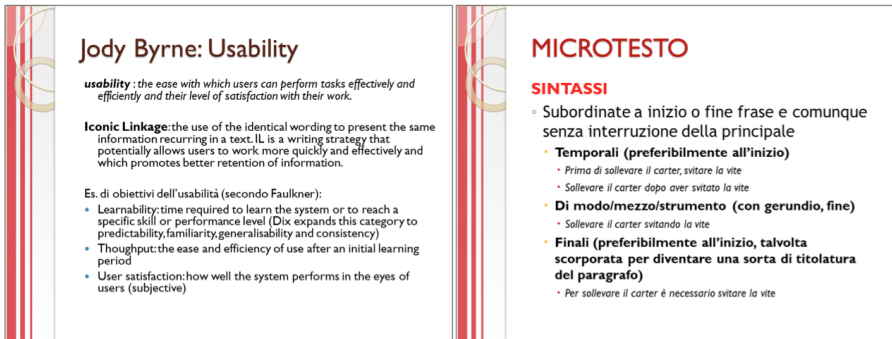 Jody Byrne: Usability
usability : the ease with which users can perform tasks effectively and
efficiently and their level of satisfaction with their work.
Iconic Linkage: the use of the identical wording to present the same
information recurring in a text. IL is a writing strategy that
potentially allows users to work more quickly and effectively and
which promotes better retention of information.
Es. di obiettivi dell'usabilità (secondo Faulkner):
• Learnability: time required to learn the system or to reach a
specific skill or performance level (Dix expands this category to
predictability, familiarity, generalisability and consistency)
• Thoughput: the ease and efficiency of use after an initial learning
period
• User satisfaction: how well the system performs in the eyes of
users (subjective)
MICROTESTO
SINTASSI
◦ Subordinate a inizio o fine frase e comunque
senza interruzione della principale
• Temporali (preferibilmente all'inizio)
• Prima di sollevare il carter, svitare la vite
• Sollevare il carter dopo aver svitato la vite
• Di modo/mezzo/strumento (con gerundio, fine)
• Sollevare il carter svitando la vite
• Finali (preferibilmente all'inizio, talvolta
scorporata per diventare una sorta di titolatura
del paragrafo)
• Per sollevare il carter è necessario svitare la vite